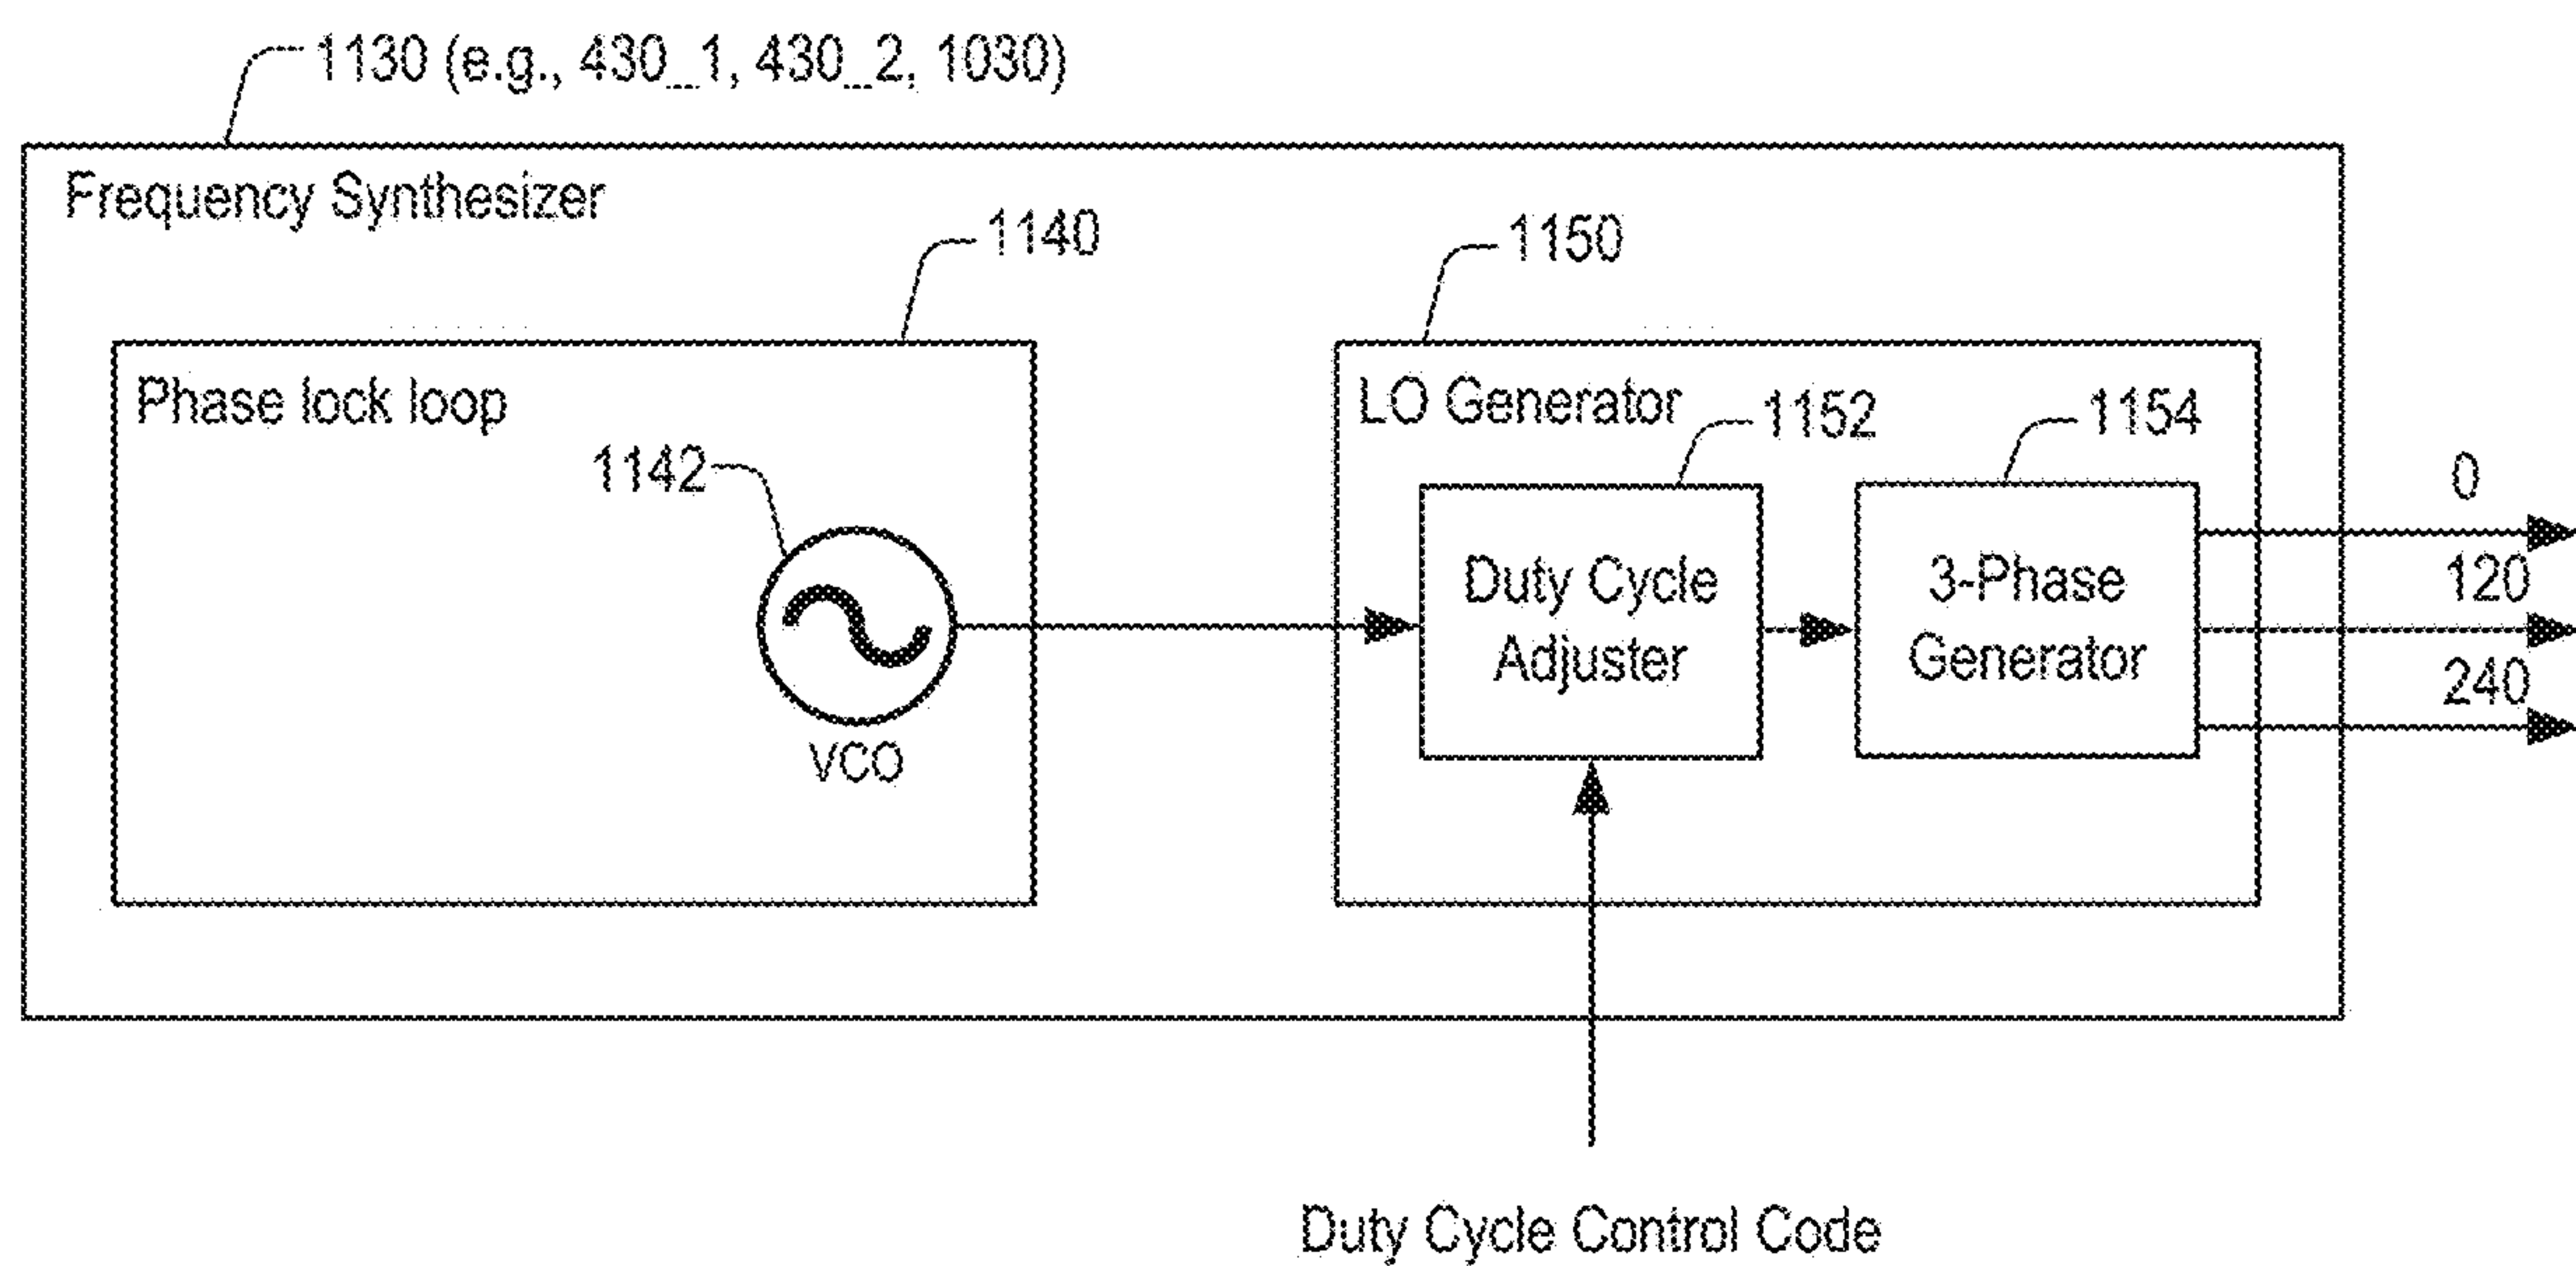 1130 (e.g., 430_1, 430_2, 1030)
Frequency Synthesizer
1140
1150
Phase lock loop
LO Generator
1152
1154
1142
0
Duty Cycle
Adjuster
3-Phase
Generator
120
240
VCO
Duty Cycle Control Code